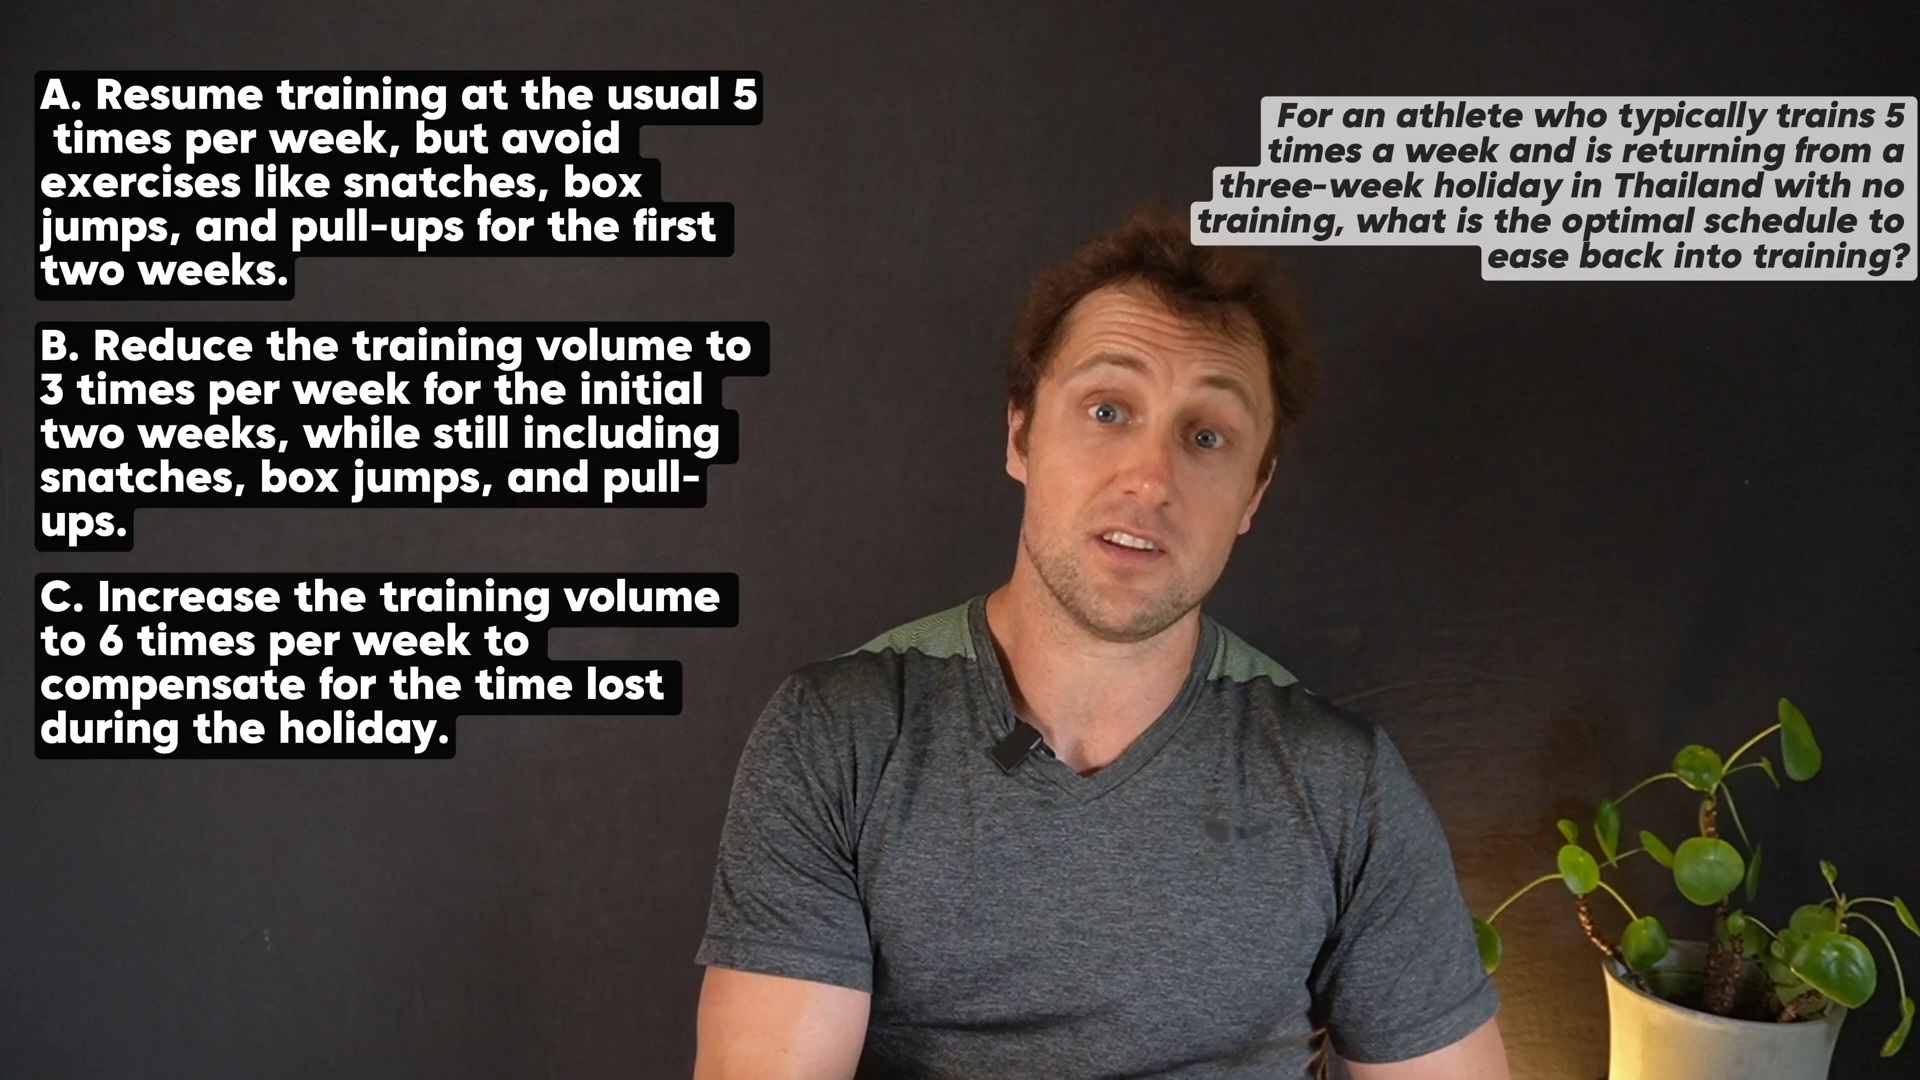 A. Resume training at the usual 5
times per week, but avoid
exercises like snatches, box
jumps, and pull-ups for the first
two weeks.
B. Reduce the training volume to
3 times per week for the initial
two weeks, while still including
snatches, box jumps, and pull-
ups.
C. Increase the training volume
to 6 times per week to
compensate for the time lost
during the holiday.
For an athlete who typically trains 5
times a week and is returning from a
three-week holiday in Thailand with no
training, what is the optimal schedule to
ease back into training?